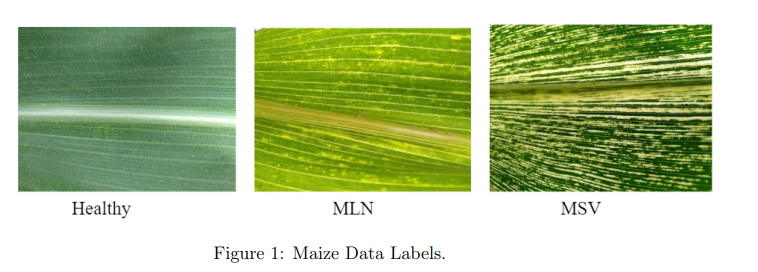 Healthy MLN MSV
Figure 1: Maize Data Labels.